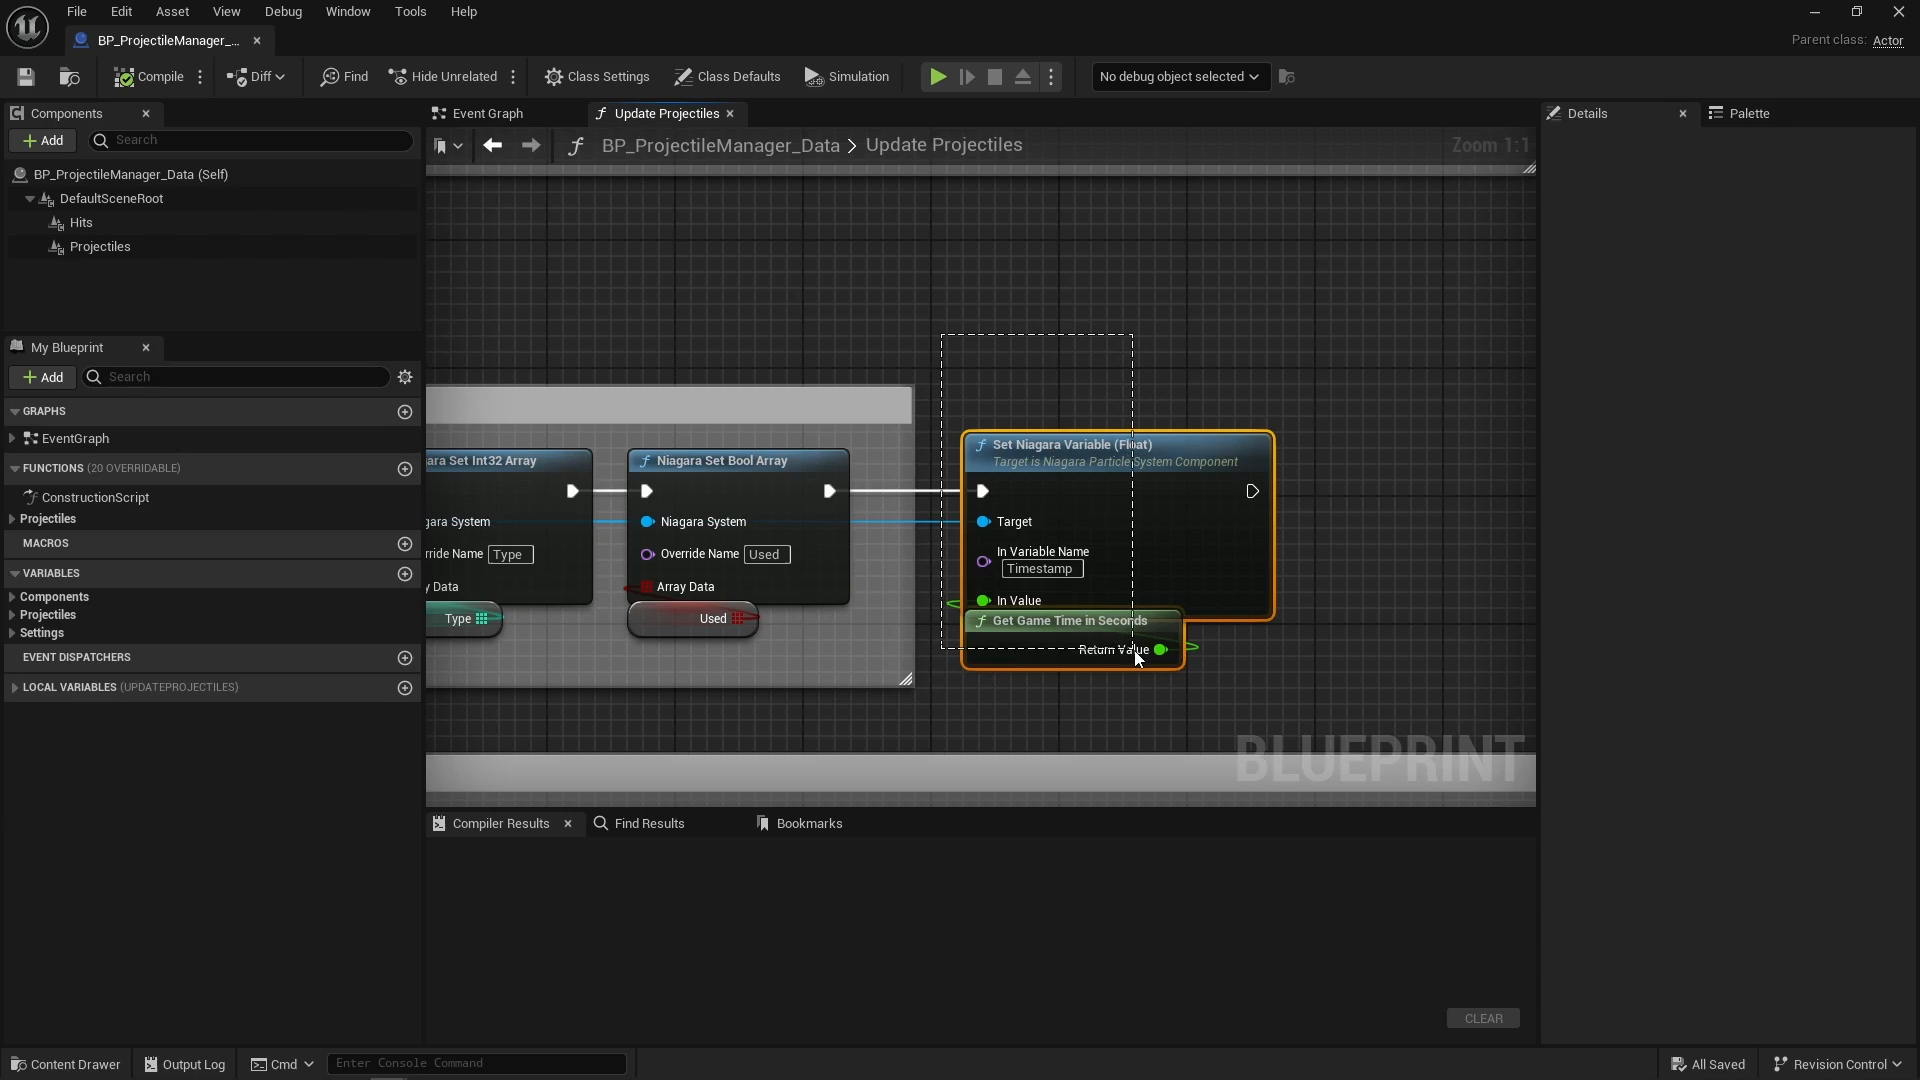 File Edit Asset View Debug Window Tools Help
BP_ProjectileManager_... Parent class: Actor
Compile Diff Find Hide Unrelated Class Settings Class Defaults Simulation No debug object selected
Components
Add Search
BP_ProjectileManager_Data (Self)
DefaultSceneRoot
Hits
Projectiles
My Blueprint
Add Search
GRAPHS
EventGraph
FUNCTIONS (20 OVERRIDABLE)
ConstructionScript
Projectiles
MACROS
VARIABLES
Components
Projectiles
Settings
EVENT DISPATCHERS
LOCAL VARIABLES (UPDATEPROJECTILES)
Event Graph Update Projectiles
BP_ProjectileManager_Data > Update Projectiles Zoom 1:1
ara Set Int32 Array
gara System
rride Name Type
y Data
Type
Niagara Set Bool Array
Niagara System
Override Name Used
Array Data
Used
Set Niagara Variable (Float)
Target is Niagara Particle System Component
Target
In Variable Name
Timestamp
In Value
Get Game Time in Seconds
Return Value
BLUEPRINT
Compiler Results Find Results Bookmarks
CLEAR
Details Palette
Content Drawer Output Log Cmd Enter Console Command All Saved Revision Control